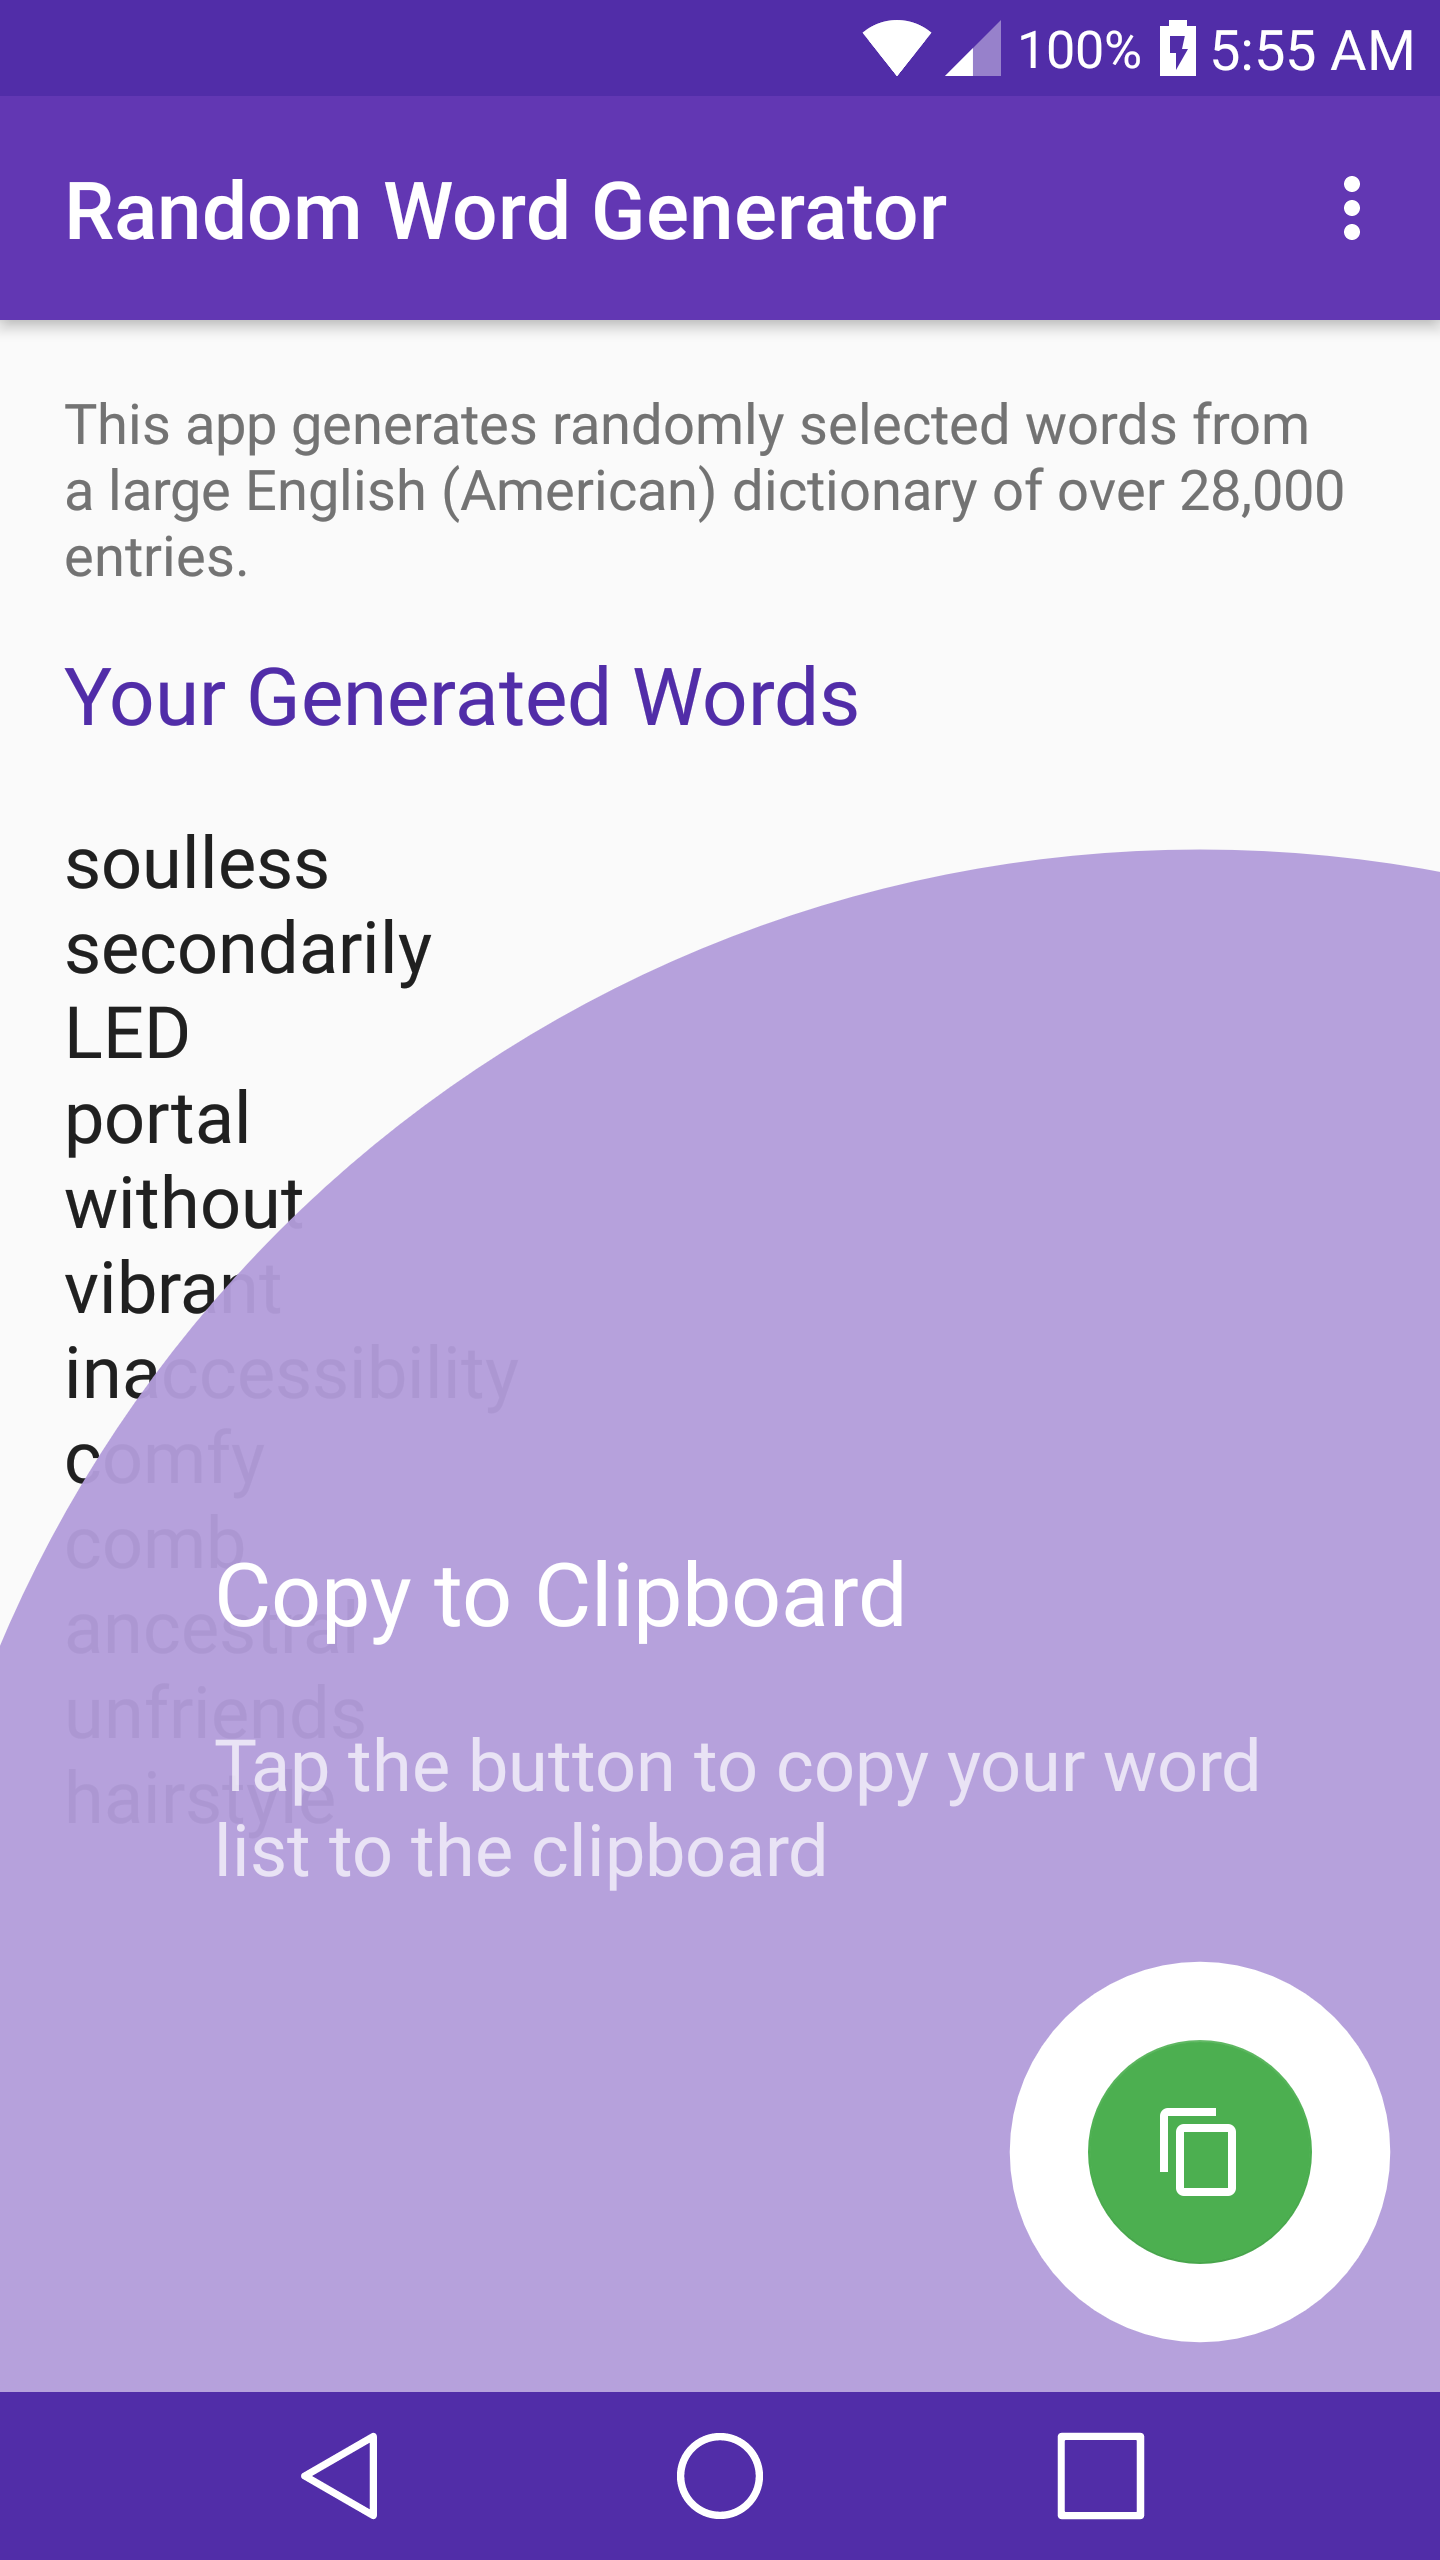 100% 5:55 AM
Random Word Generator
This app generates randomly selected words from
a large English (American) dictionary of over 28,000
entries.
Your Generated Words
soulless
secondarily
LED
portal
without
vibrant
inaccessibility
comfy
comb
ancestral
unfriends
hairstyle
Copy to Clipboard
Tap the button to copy your word
list to the clipboard